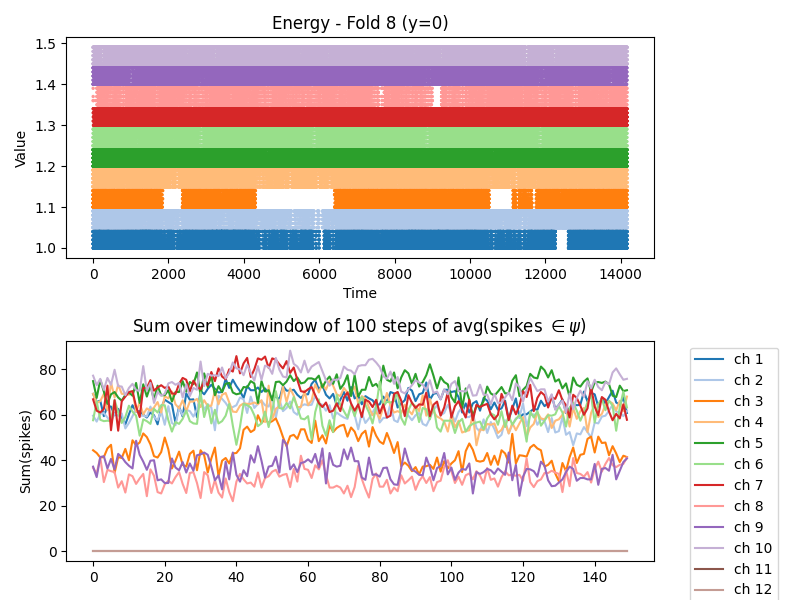 Energy - Fold 8 (y=0)
1.5
1.4
1.3
1.2
1.1
1.0
Value
0 2000 4000 6000 8000 10000 12000 14000
Time
Sum over timewindow of 100 steps of avg(spikes ∈ψ)
80
60
40
20
0
Sum(spikes)
0 20 40 60 80 100 120 140
ch 1
ch 2
ch 3
ch 4
ch 5
ch 6
ch 7
ch 8
ch 9
ch 10
ch 11
ch 12